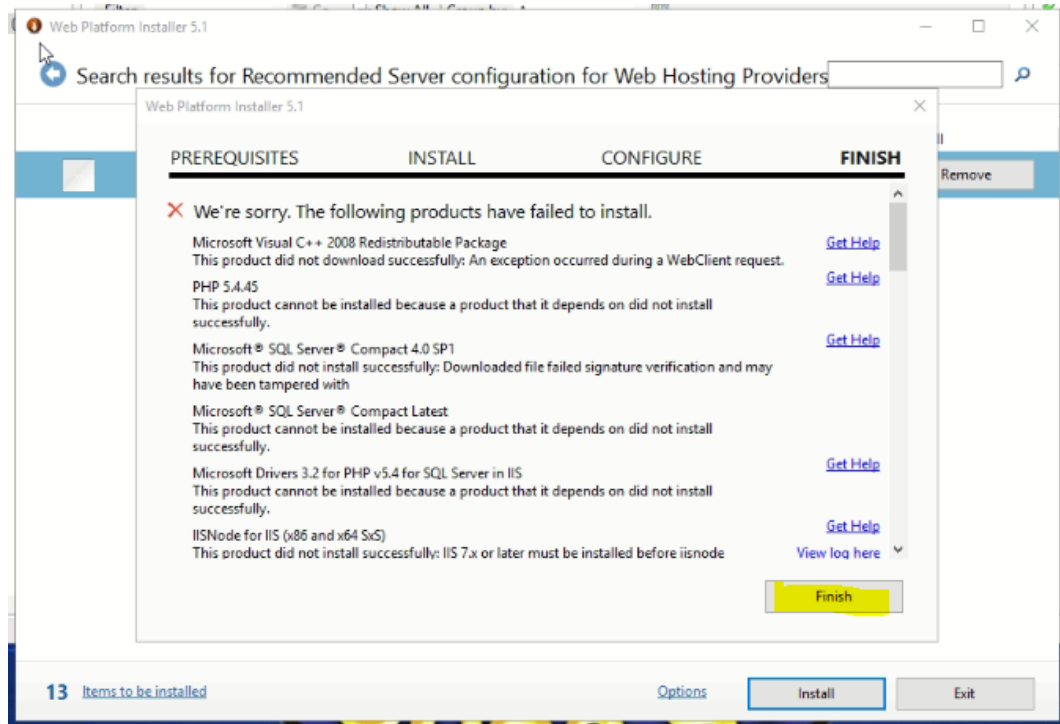 Web Platform Installer 5.1
Search results for Recommended Server configuration for Web Hosting Providers
Web Platform Installer 5.1
PREREQUISITES INSTALL CONFIGURE FINISH
Remove
We're sorry. The following products have failed to install.
Microsoft Visual C++ 2008 Redistributable Package Get Help
This product did not download successfully: An exception occurred during a WebClient request.
PHP 5.4.45 Get Help
This product cannot be installed because a product that it depends on did not install
successfully.
Microsoft® SQL Server® Compact 4.0 SP1 Get Help
This product did not install successfully: Downloaded file failed signature verification and may
have been tampered with
Microsoft® SQL Server® Compact Latest
This product cannot be installed because a product that it depends on did not install
successfully.
Microsoft Drivers 3.2 for PHP v5.4 for SQL Server in IIS Get Help
This product cannot be installed because a product that it depends on did not install
successfully.
IISNode for IIS (x86 and x64 SxS) Get Help
This product did not install successfully: IIS 7.x or later must be installed before iisnode View log here
Finish
13 Items to be installed Options Install Exit